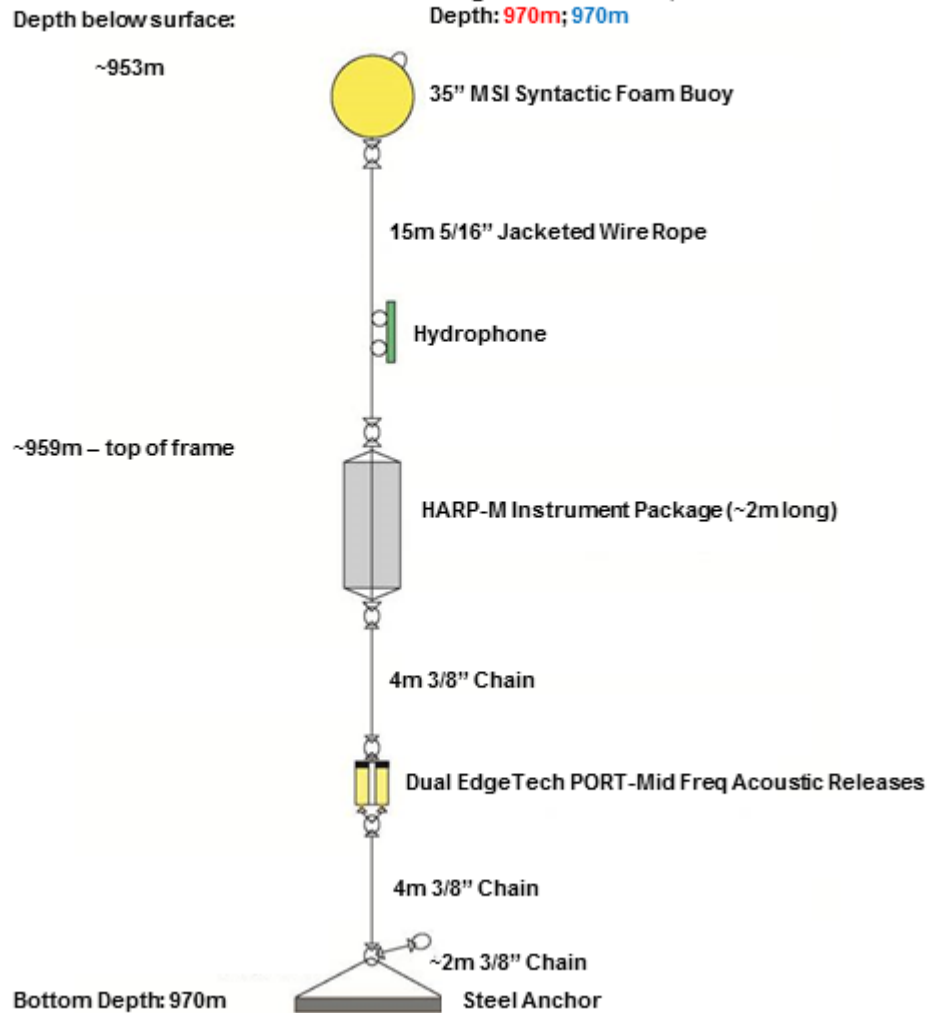 Depth below surface:
Depth: 970m; 970m
~953m
35” MSI Syntactic Foam Buoy
15m 5/16” Jacketed Wire Rope
Hydrophone
~959m – top of frame
HARP-M Instrument Package (~2m long)
4m 3/8” Chain
Dual EdgeTech PORT-Mid Freq Acoustic Releases
4m 3/8” Chain
~2m 3/8” Chain
Bottom Depth: 970m
Steel Anchor